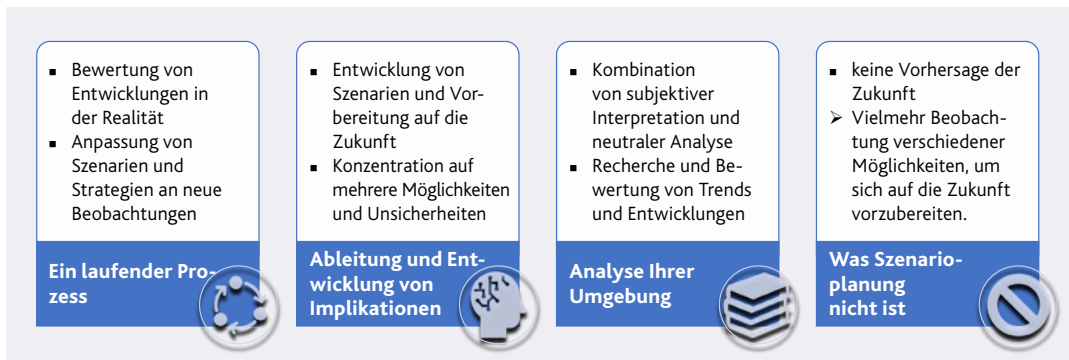 ▪ Bewertung von
Entwicklungen in
der Realität
▪ Anpassung von
Szenarien und
Strategien an neue
Beobachtungen
Ein laufender Pro-
zess
▪ Entwicklung von
Szenarien und Vor-
bereitung auf die
Zukunft
▪ Konzentration auf
mehrere Möglichkeiten
und Unsicherheiten
Ableitung und Ent-
wicklung von
Implikationen
▪ Kombination
von subjektiver
Interpretation und
neutraler Analyse
▪ Recherche und Be-
wertung von Trends
und Entwicklungen
Analyse Ihrer
Umgebung
▪ keine Vorhersage der
Zukunft
➢ Vielmehr Beobach-
tung verschiedener
Möglichkeiten, um
sich auf die Zukunft
vorzubereiten.
Was Szenario-
planung
nicht ist